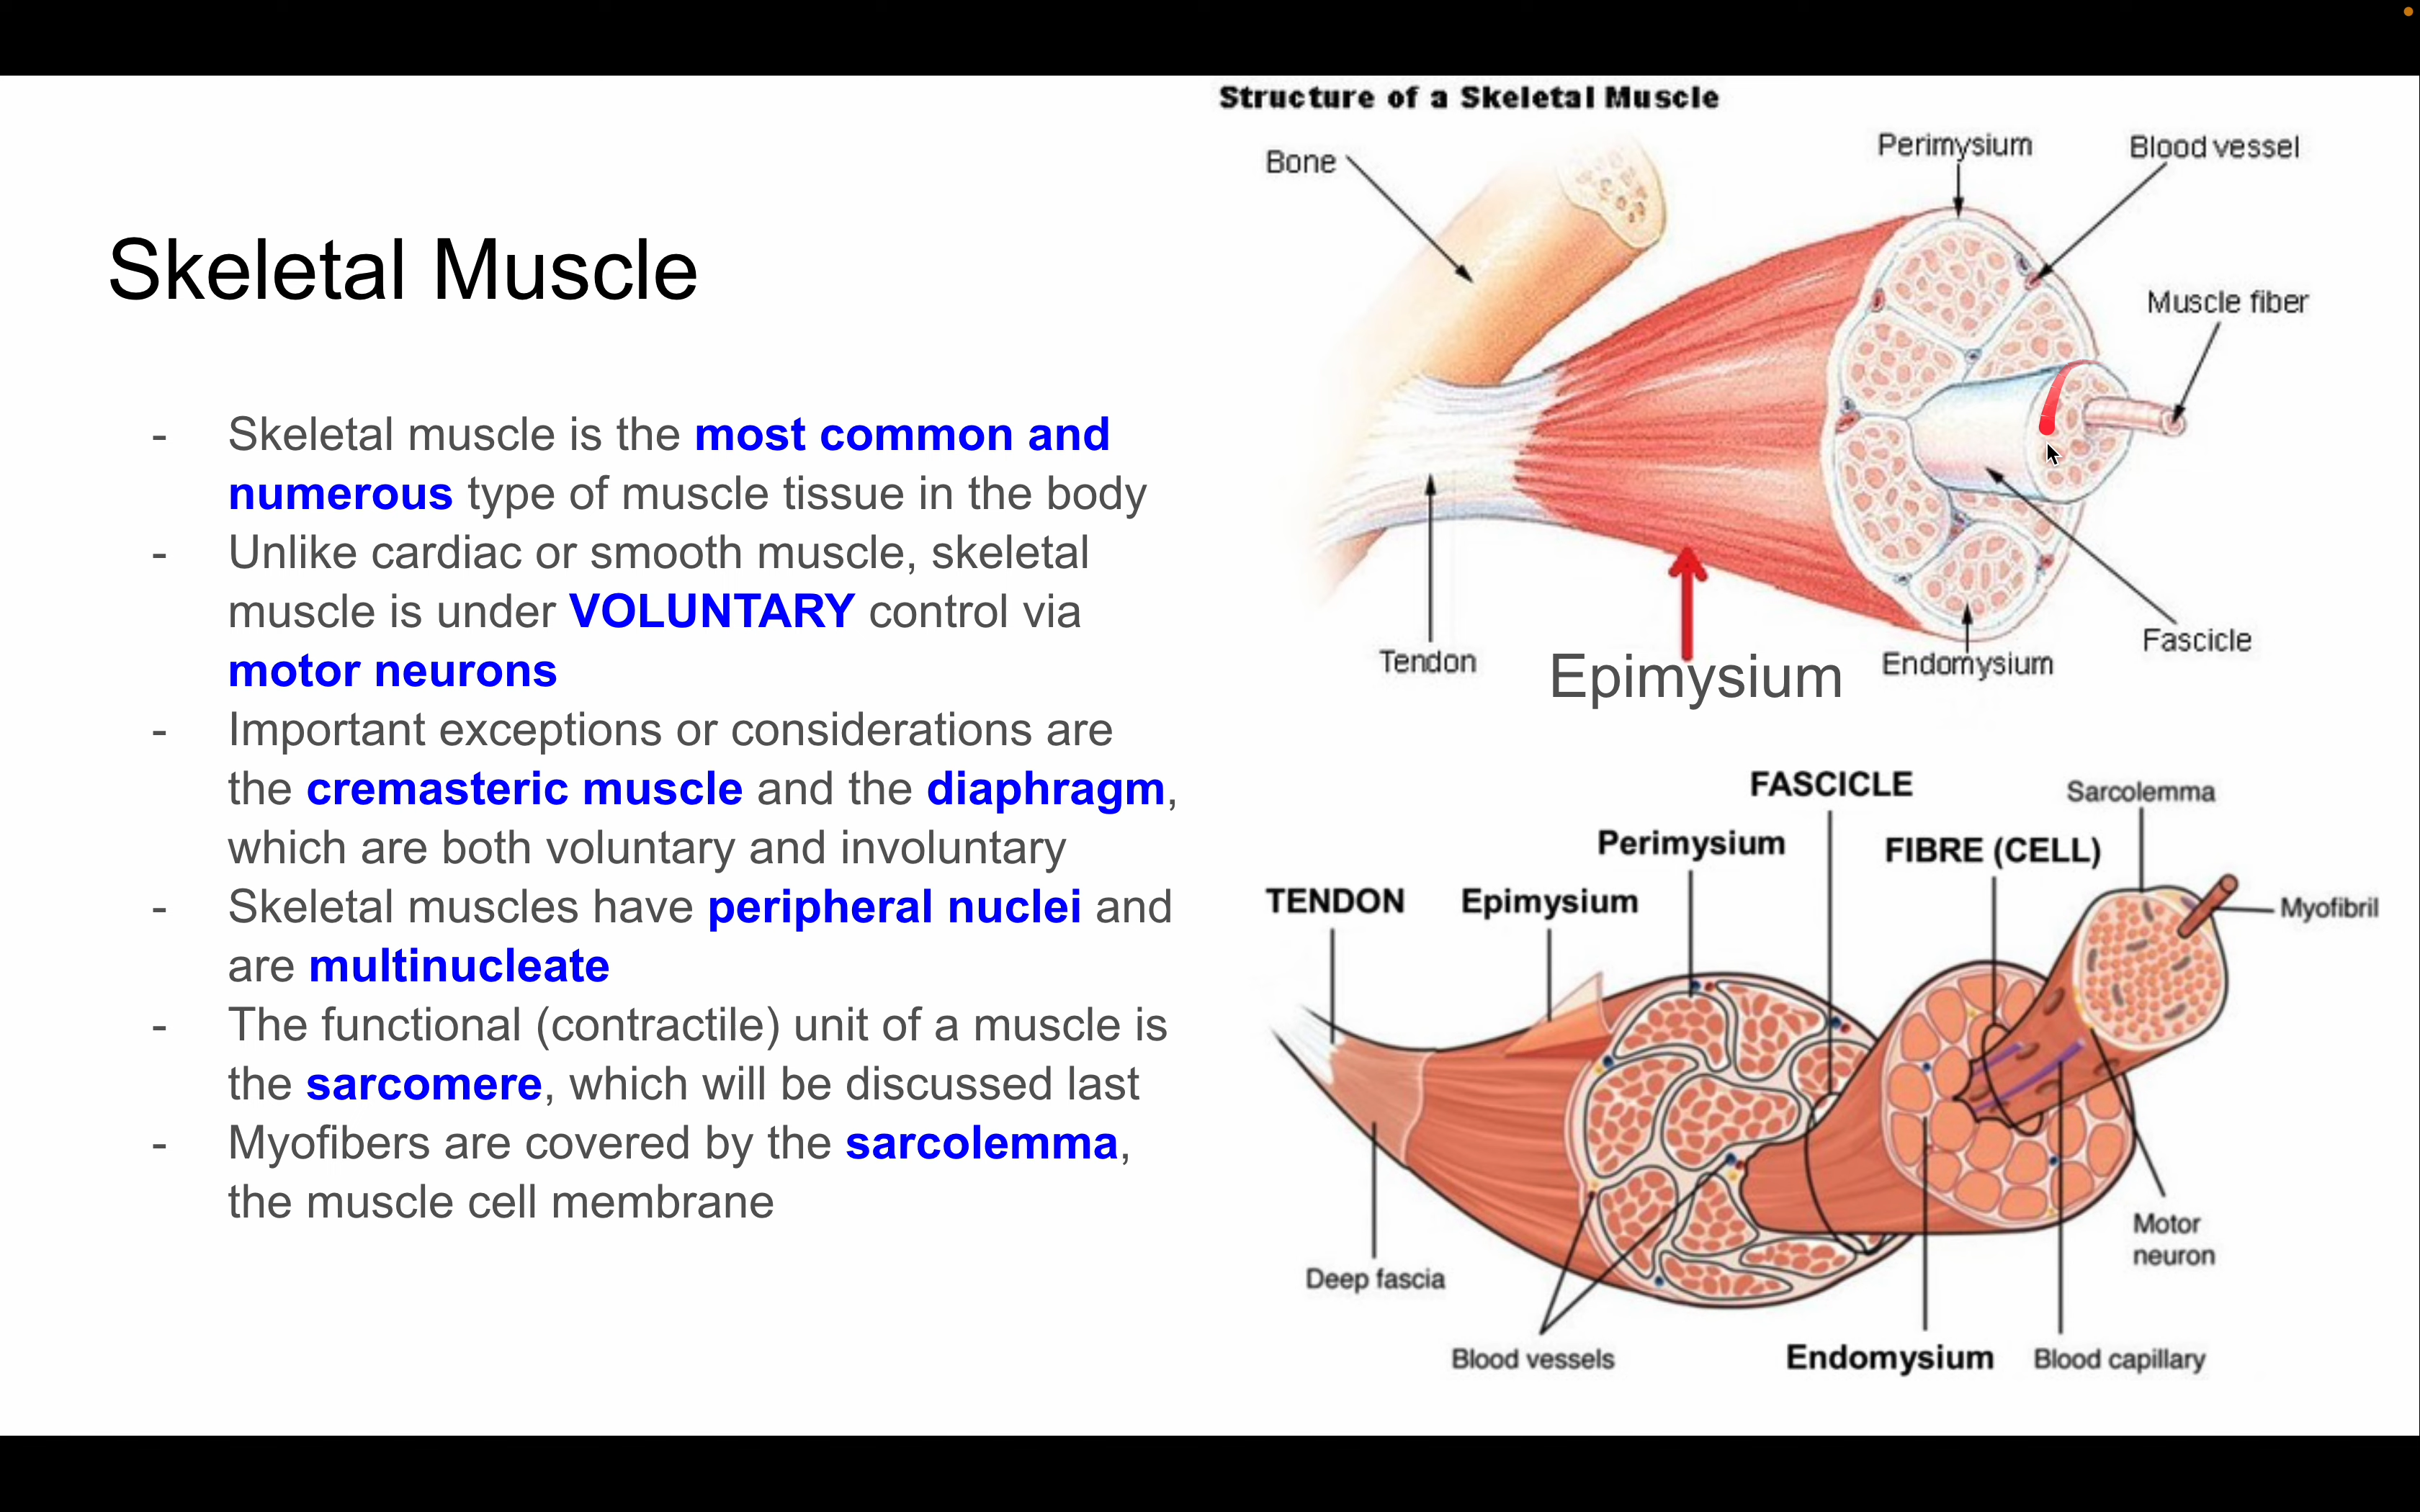 Skeletal Muscle
- Skeletal muscle is the most common and
numerous type of muscle tissue in the body
- Unlike cardiac or smooth muscle, skeletal
muscle is under VOLUNTARY control via
motor neurons
- Important exceptions or considerations are
the cremasteric muscle and the diaphragm,
which are both voluntary and involuntary
- Skeletal muscles have peripheral nuclei and
are multinucleate
- The functional (contractile) unit of a muscle is
the sarcomere, which will be discussed last
- Myofibers are covered by the sarcolemma,
the muscle cell membrane
Structure of a Skeletal Muscle
Bone
Perimysium
Blood vessel
Muscle fiber
Tendon
Epimysium
Endomysium
Fascicle
FASCICLE
Sarcolemma
Perimysium
FIBRE (CELL)
TENDON
Epimysium
Myofibril
Deep fascia
Motor
neuron
Blood vessels
Endomysium
Blood capillary